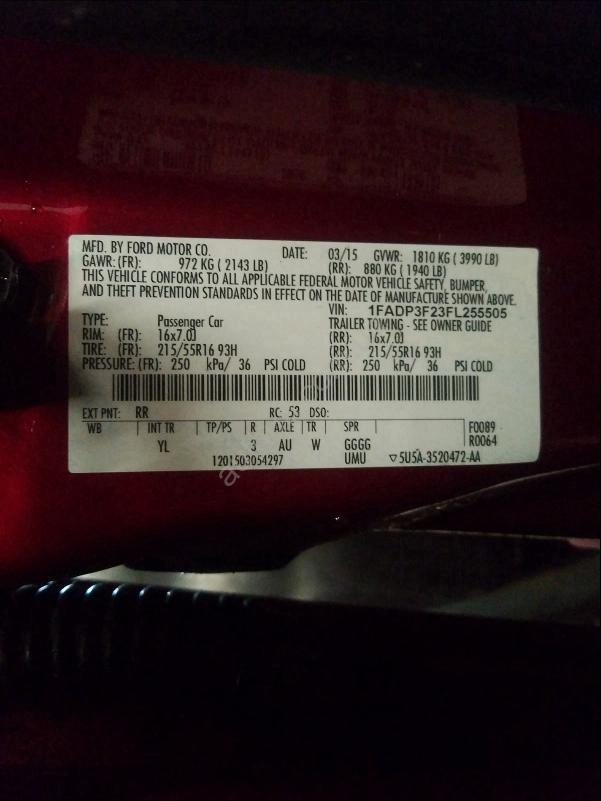 MFD. BY FORD MOTOR CO. DATE: 03/15 GVWR: 1810 KG ( 3990 LB)
GAWR: (FR): 972 KG ( 2143 LB) (RR): 880 KG ( 1940 LB)
THIS VEHICLE CONFORMS TO ALL APPLICABLE FEDERAL MOTOR VEHICLE SAFETY, BUMPER,
AND THEFT PREVENTION STANDARDS IN EFFECT ON THE DATE OF MANUFACTURE SHOWN ABOVE.
VIN: 1FADP3F23FL255505
TYPE: Passenger Car TRAILER TOWING - SEE OWNER GUIDE
RIM: (FR): 16x7.0J (RR): 16x7.0J
TIRE: (FR): 215/55R16 93H (RR): 215/55R16 93H
PRESSURE: (FR): 250 kPa/ 36 PSI COLD (RR): 250 kPa/ 36 PSI COLD
EXT PNT: RR RC: 53 DSO:
WB INT TR TP/PS R AXLE TR SPR F0089
YL 3 AU W GGGG R0064
1201503054297 UMU ▽5U5A-3520472-AA